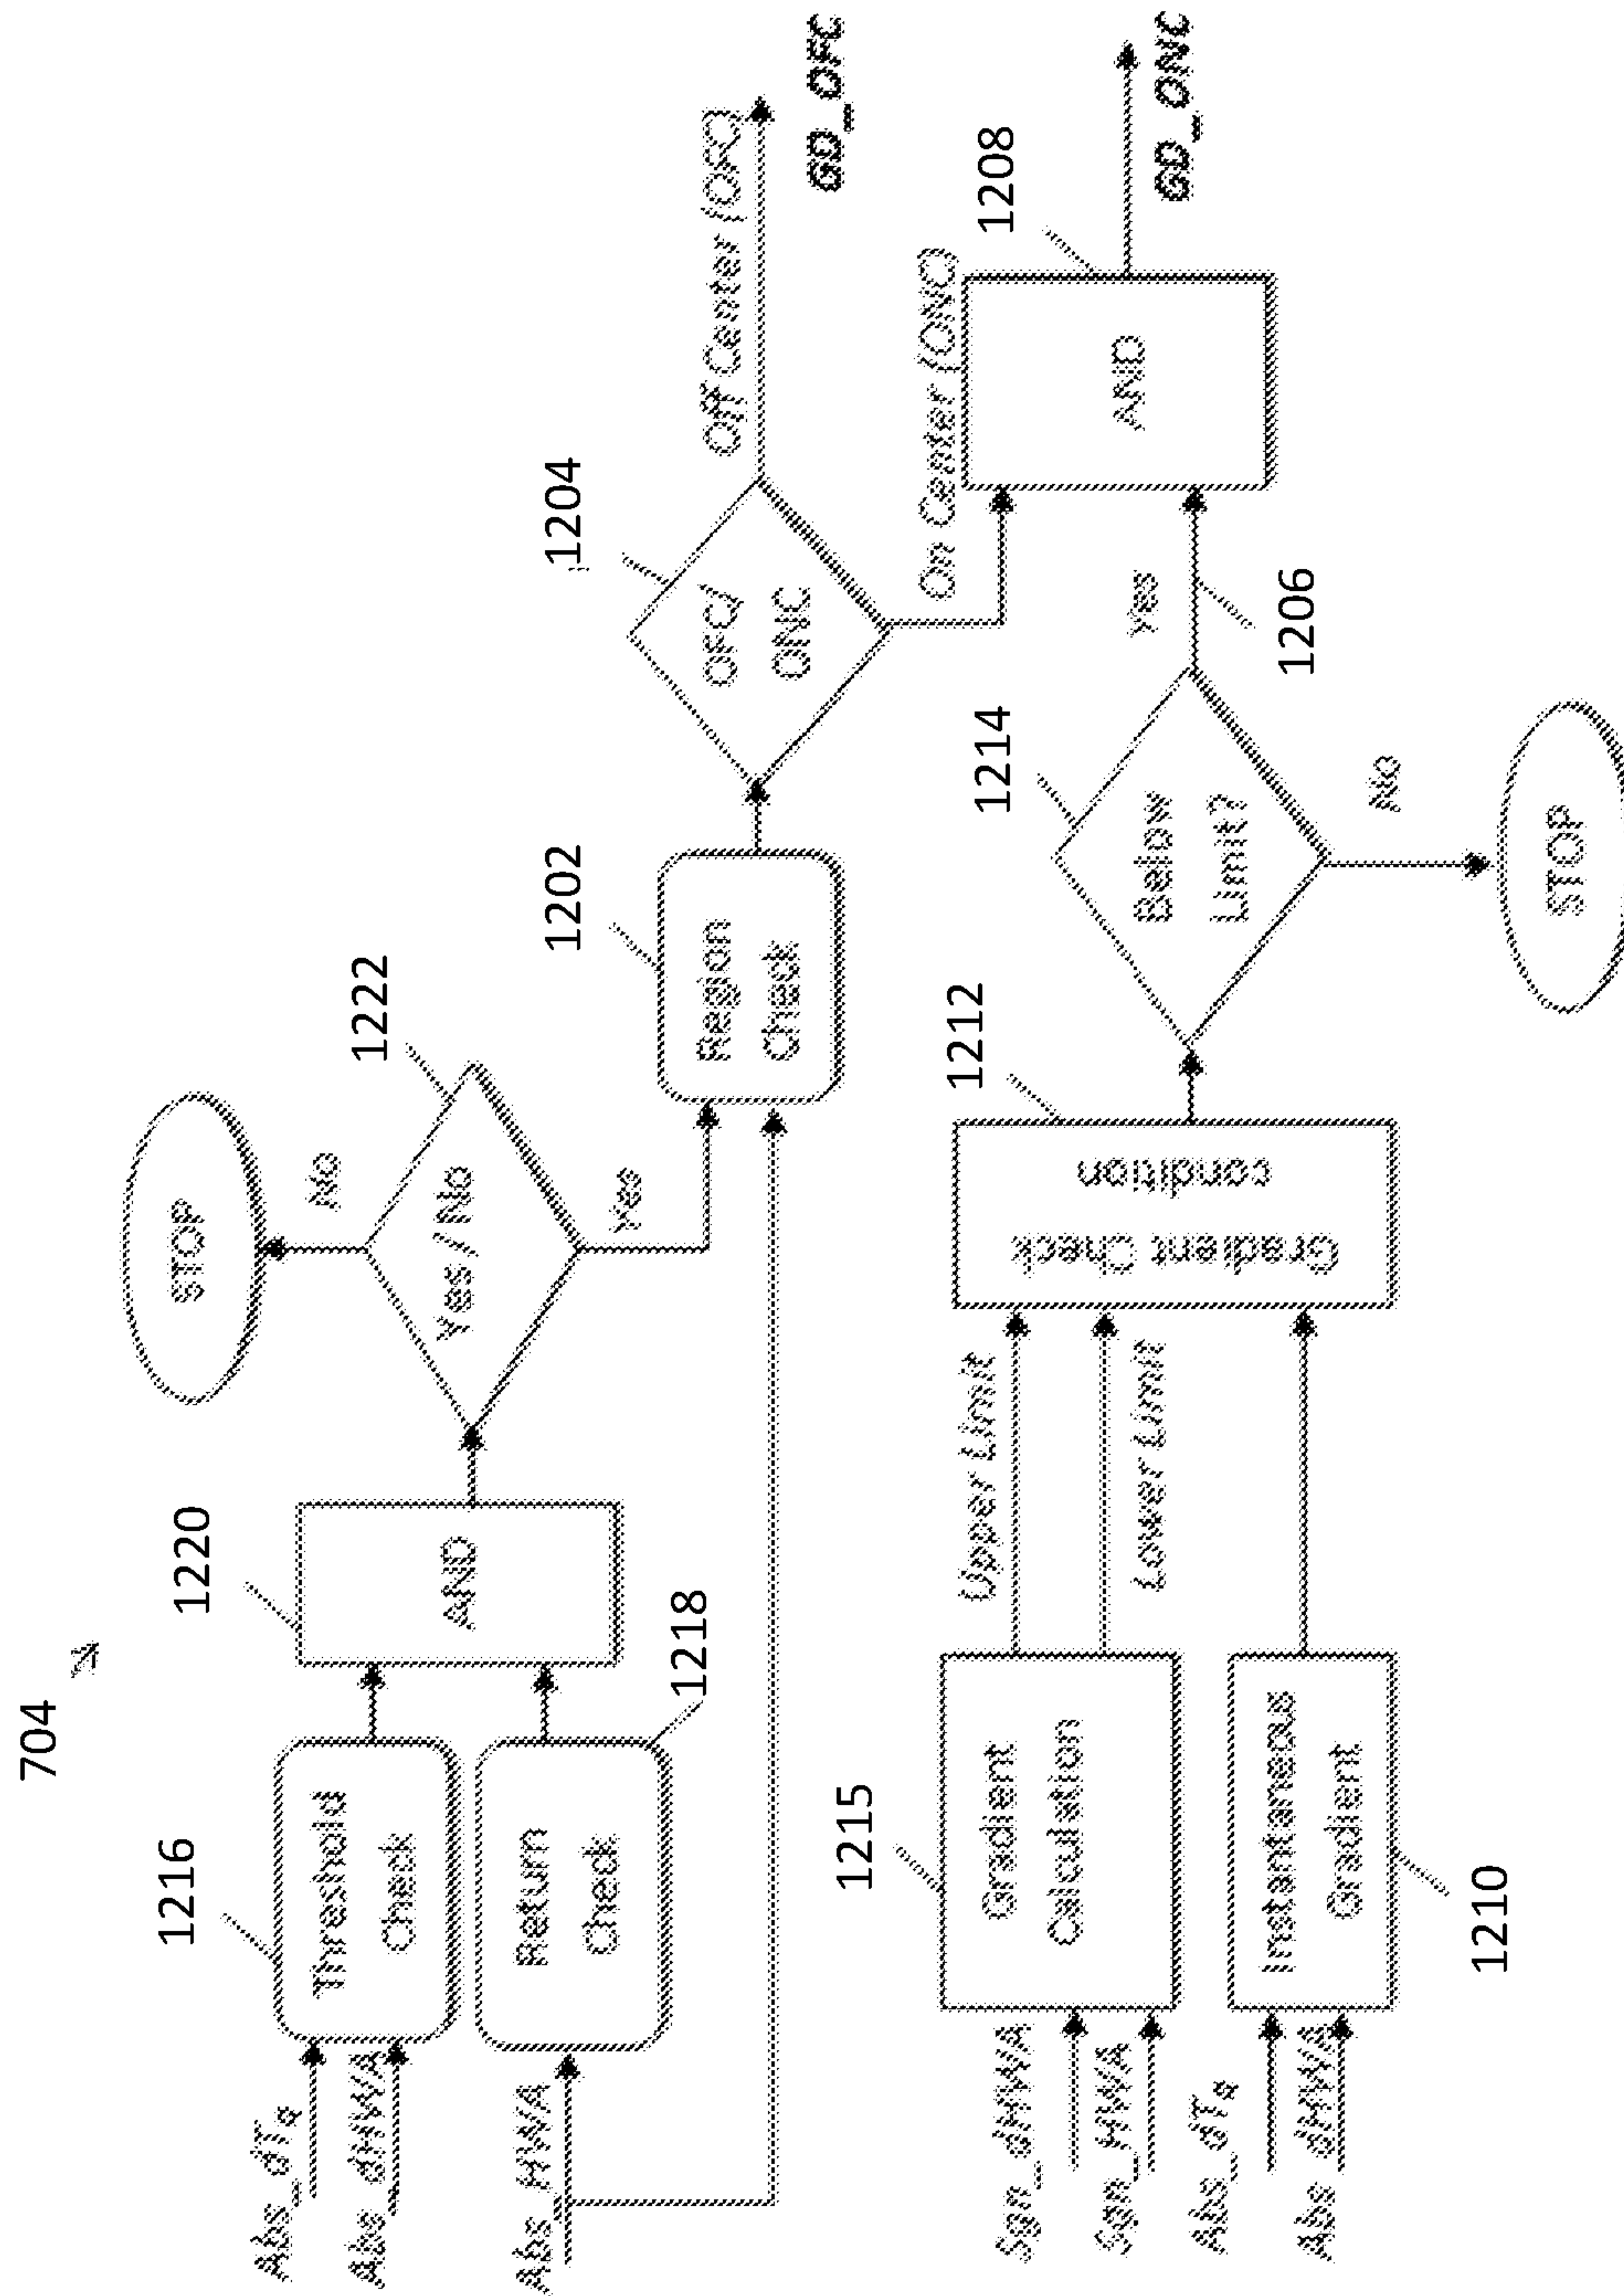 704
Abs_dTq
Abs_dHWA
Abs_HWA
1216
Threshold
Check
Return
Check
1218
1220
AND
STOP
No
Yes / No
1222
Yes
Region
Check
1202
OFC/
ONC
1204
Off Center (OFC)
GD_OFC
On Center (ONC)
Sgn_dHWA
Sgn_HWA
Abs_dTq
Abs_dHWA
1215
Gradient
Calculation
Instantaneous
Gradient
1210
Upper Limit
Lower Limit
Gradient Check
condition
1212
Below
Limit?
1214
yes
1206
No
STOP
AND
1208
GD_ONC